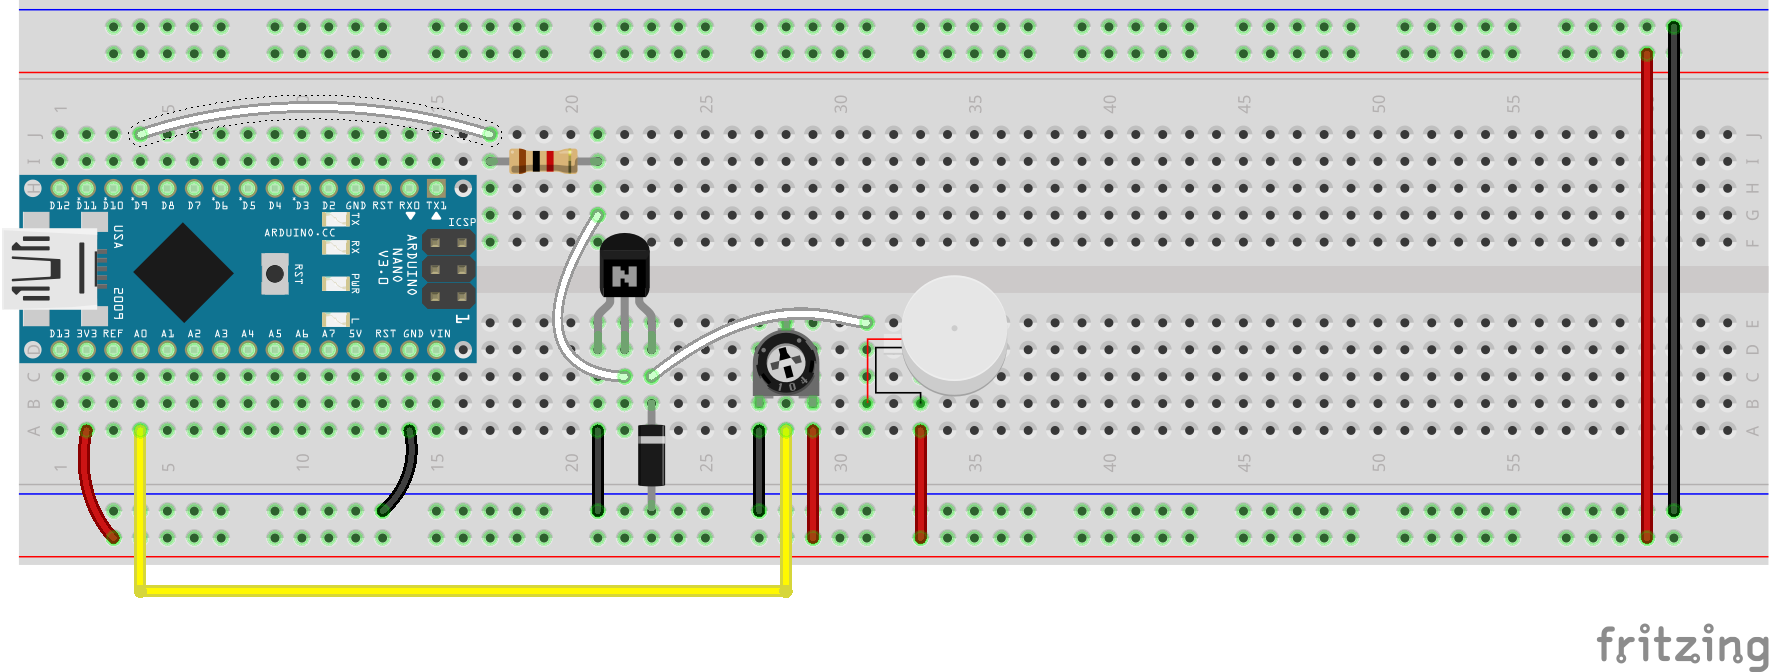 1 5 10 15 20 25 30 35 40 45 50 55
J J
I I
H H
G G
F F
D12 D11 D10 D9 D8 D7 D6 D5 D4 D3 D2 GND RST RX0 TX1
ICSP
TX
ARDUINO.CC
RX
USA
RST
ARDUINO
NANO
V3.0
PWR
2009
L
1
N
D13 3V3 REF A0 A1 A2 A3 A4 A5 A6 A7 5V RST GND VIN
E
D D
C C
B B
A A
104
1 5 10 15 20 25 30 35 40 45 50 55
fritzing